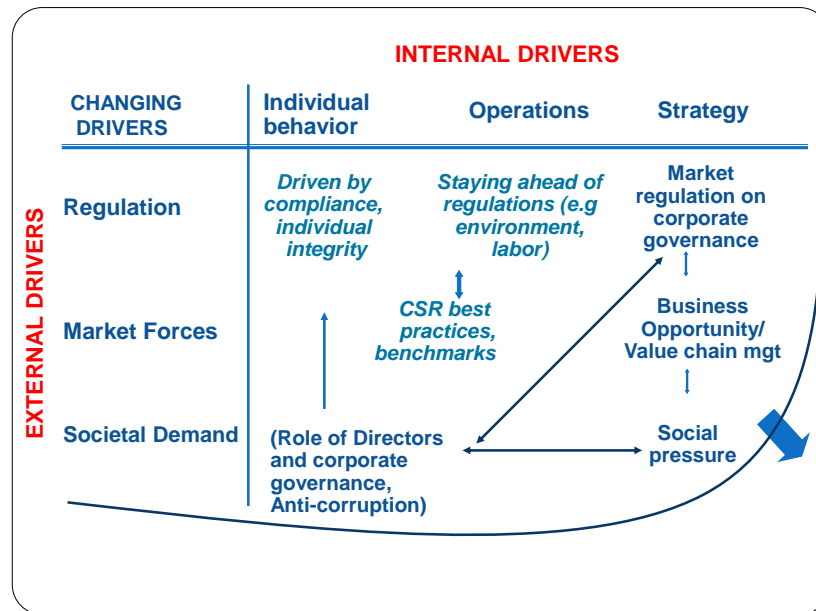 INTERNAL DRIVERS
CHANGING
DRIVERS
Individual
behavior
Operations
Strategy
EXTERNAL DRIVERS
Regulation
Driven by
compliance,
individual
integrity
Staying ahead of
regulations (e.g
environment,
labor)
Market
regulation on
corporate
governance
Market Forces
CSR best
practices,
benchmarks
Business
Opportunity/
Value chain mgt
Societal Demand
(Role of Directors
and corporate
governance,
Anti-corruption)
Social
pressure